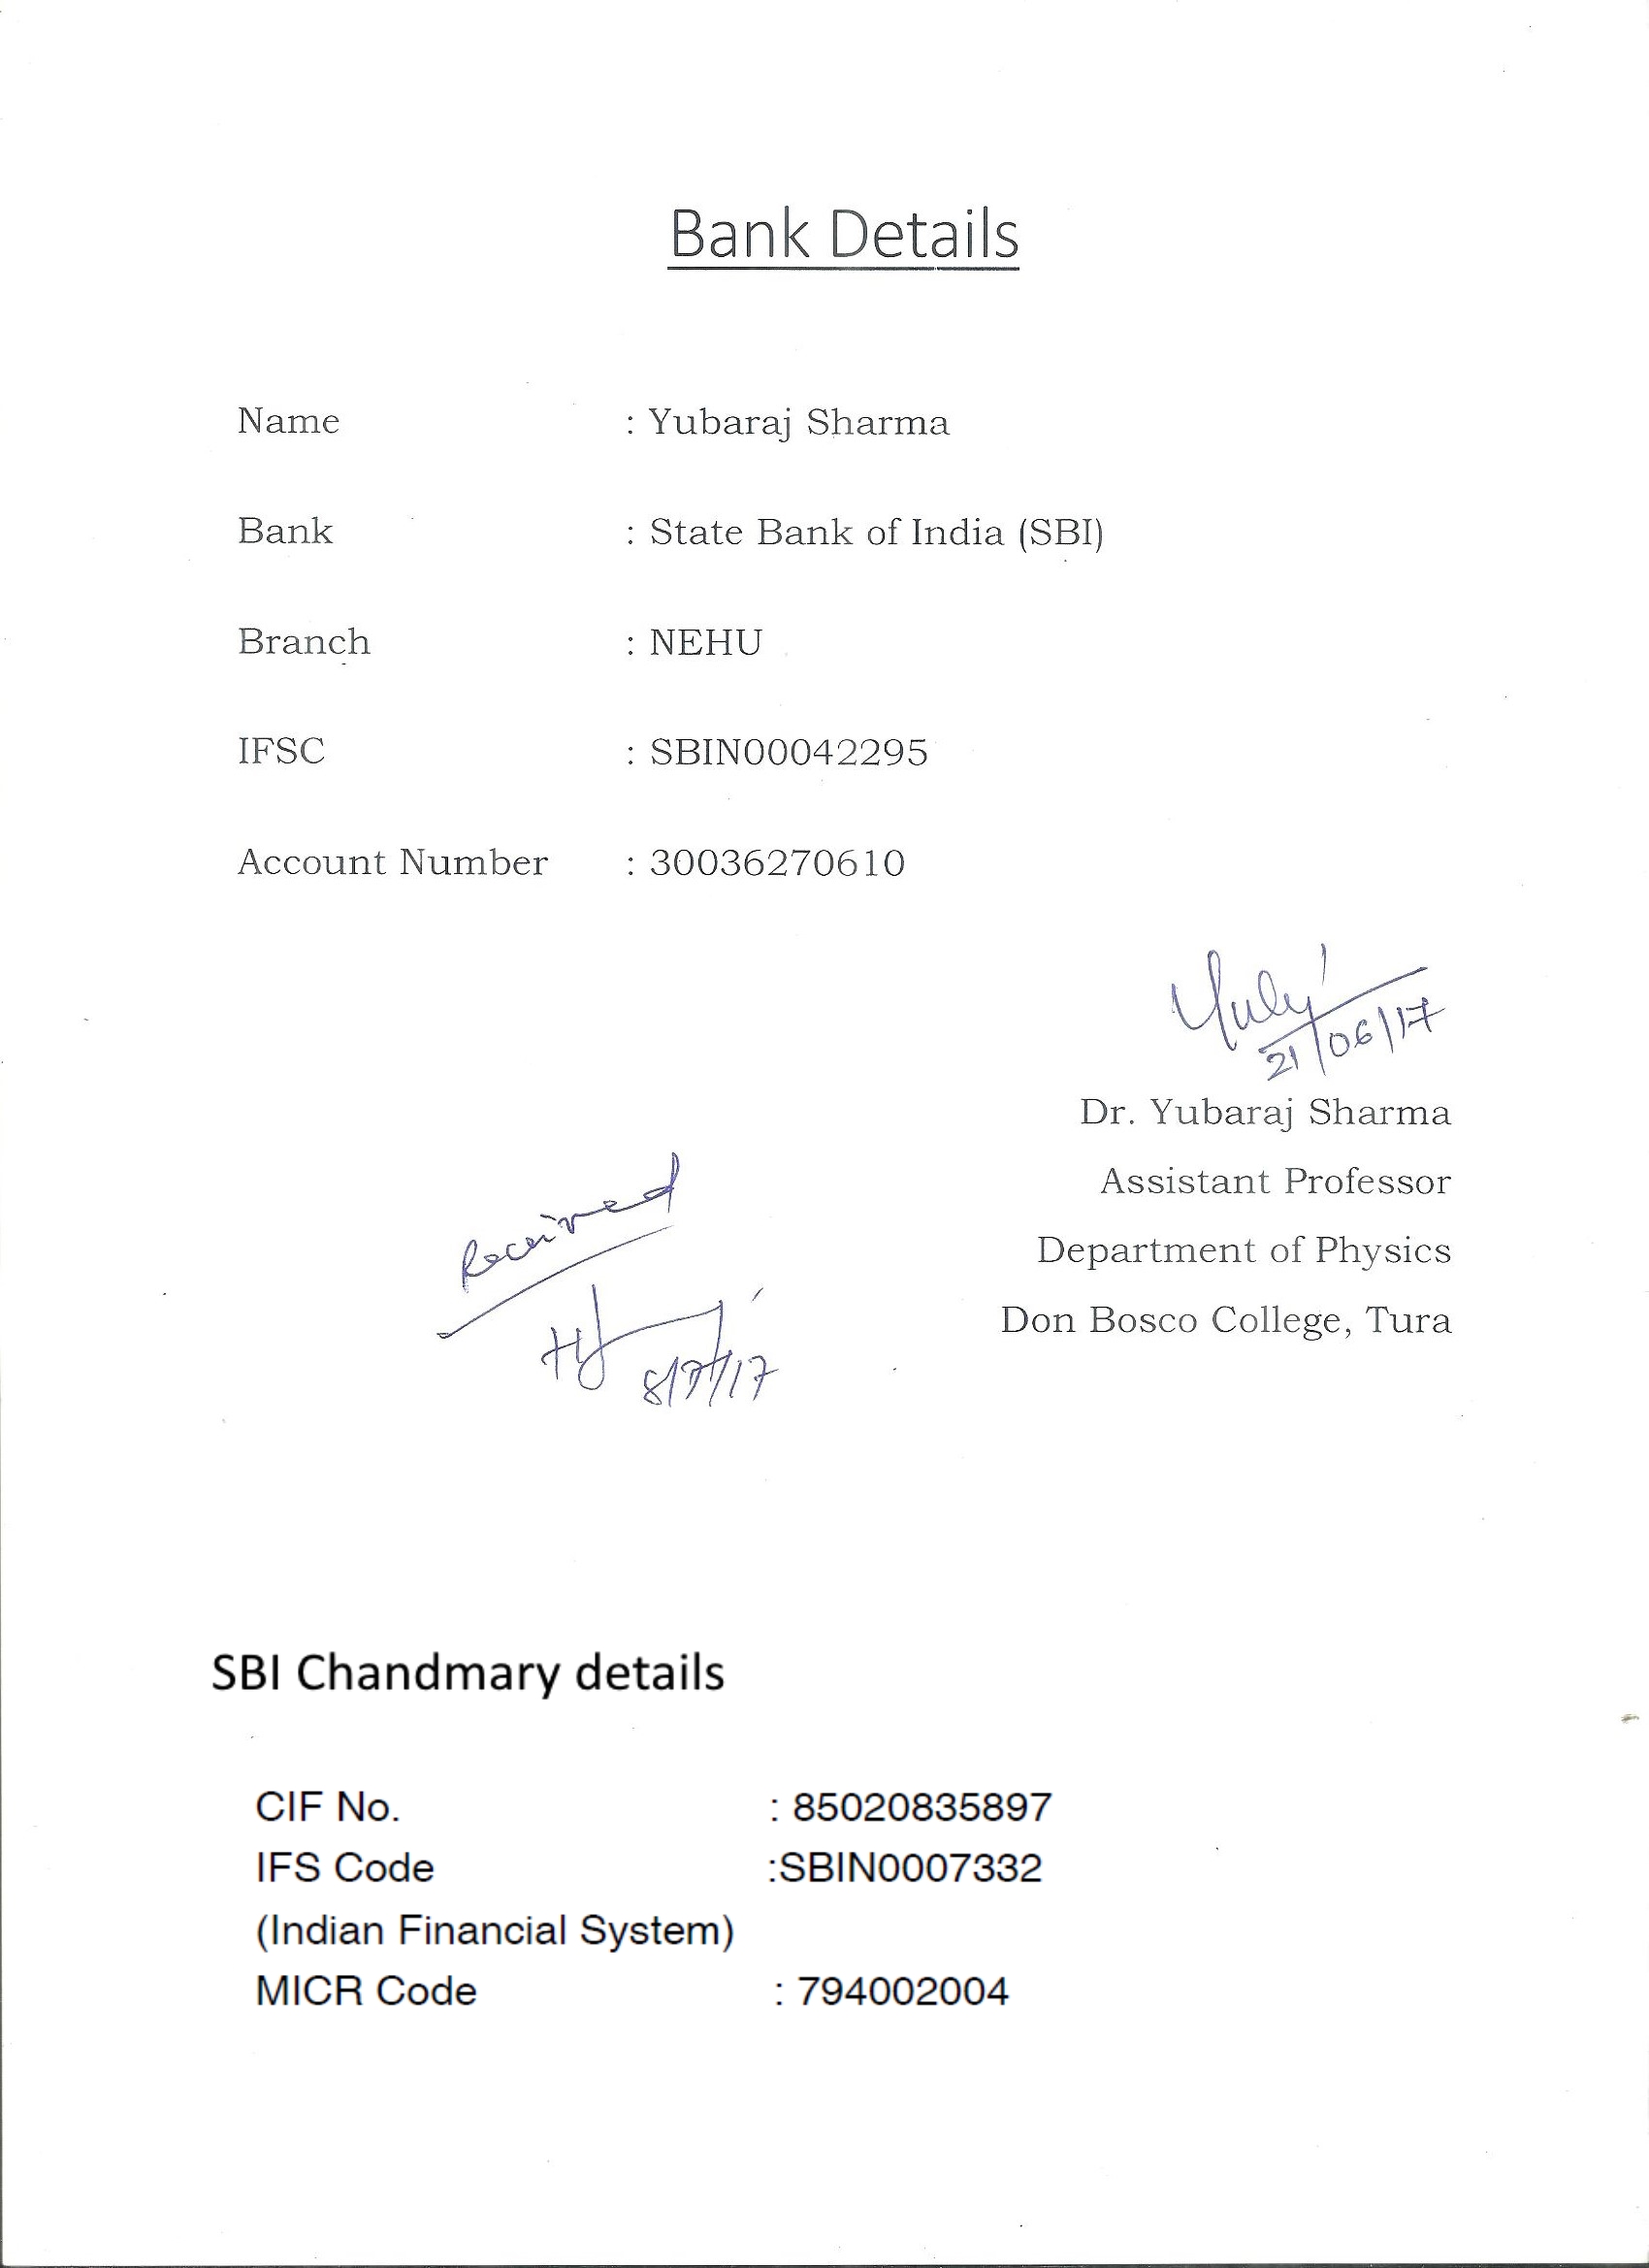 Bank Details
Name : Yubaraj Sharma
Bank : State Bank of India (SBI)
Branch : NEHU
IFSC : SBIN00042295
Account Number : 30036270610
21/06/17
Dr. Yubaraj Sharma
Assistant Professor
Department of Physics
Don Bosco College, Tura
Received
8/7/17
SBI Chandmary details
CIF No. : 85020835897
IFS Code :SBIN0007332
(Indian Financial System)
MICR Code : 794002004